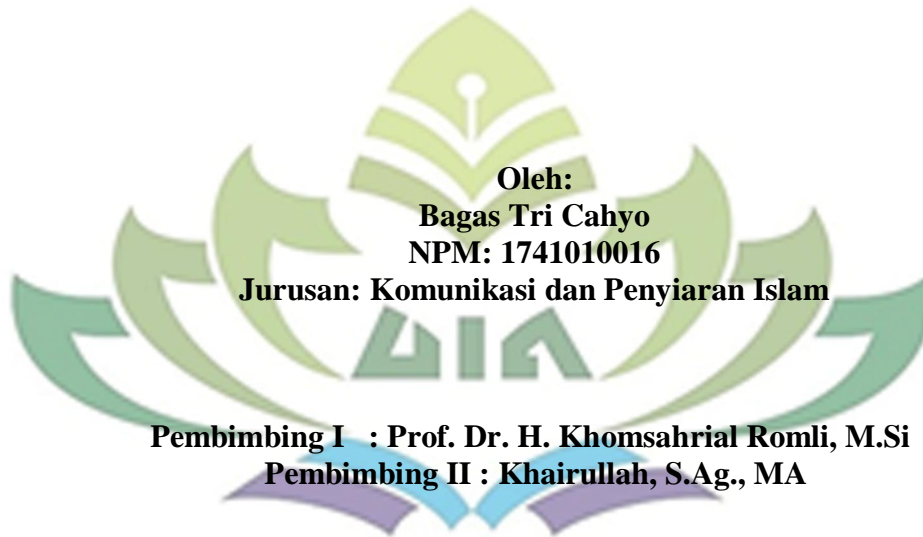 Oleh:
Bagas Tri Cahyo
NPM: 1741010016
Jurusan: Komunikasi dan Penyiaran Islam
UIN
Pembimbing I : Prof. Dr. H. Khomsahrial Romli, M.Si
Pembimbing II : Khairullah, S.Ag., MA